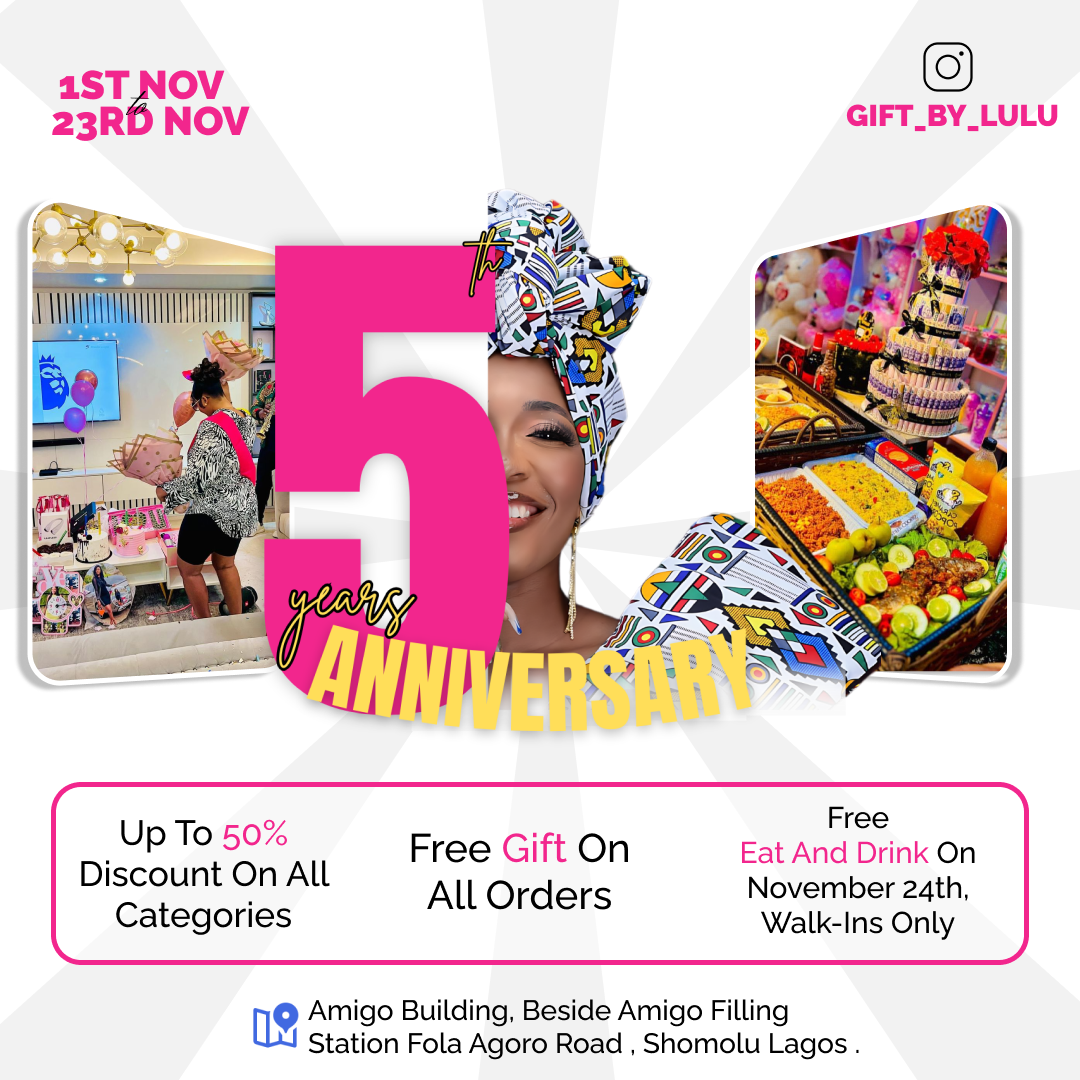 1ST NOV
to
23RD NOV
GIFT_BY_LULU
5
th
years
ANNIVERSARY
Up To 50%
Discount On All
Categories
Free Gift On
All Orders
Free
Eat And Drink On
November 24th,
Walk-Ins Only
Amigo Building, Beside Amigo Filling
Station Fola Agoro Road , Shomolu Lagos .